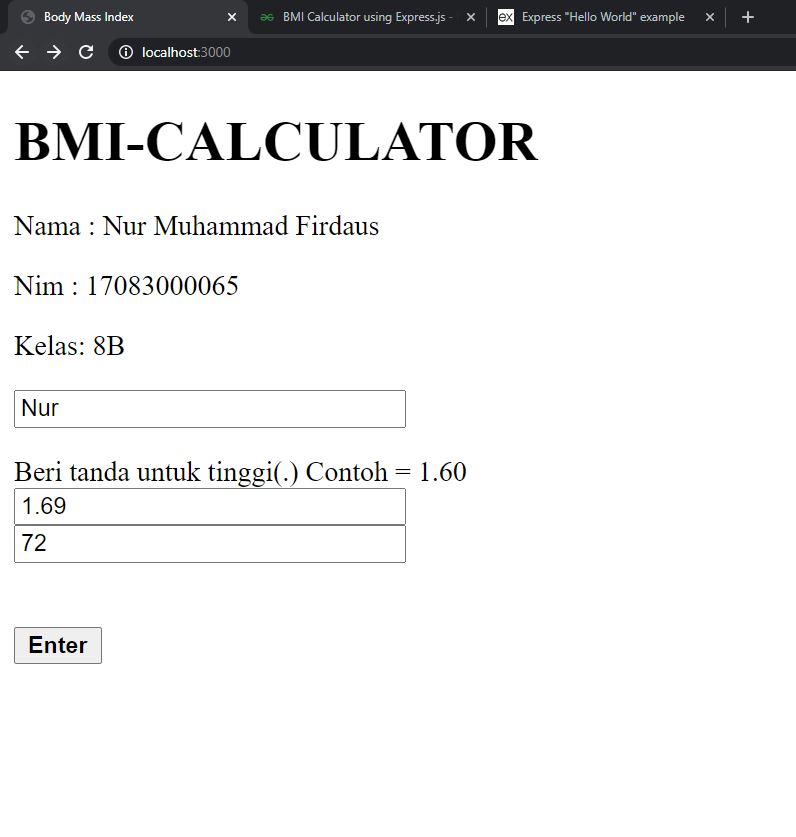 Body Mass Index
BMI Calculator using Express.js -
Express "Hello World" example
localhost:3000
BMI-CALCULATOR
Nama : Nur Muhammad Firdaus
Nim : 17083000065
Kelas: 8B
Nur
Beri tanda untuk tinggi(.) Contoh = 1.60
1.69
72
Enter